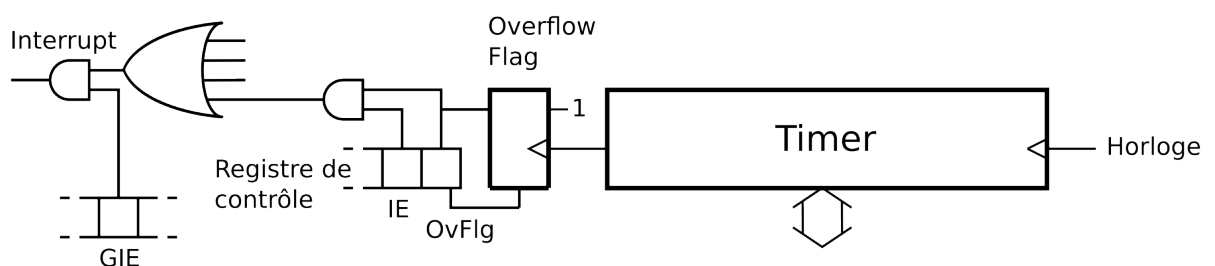 Overflow
Flag
Interrupt
1
Timer
Horloge
Registre de
contrôle
IE
OvFlg
GIE